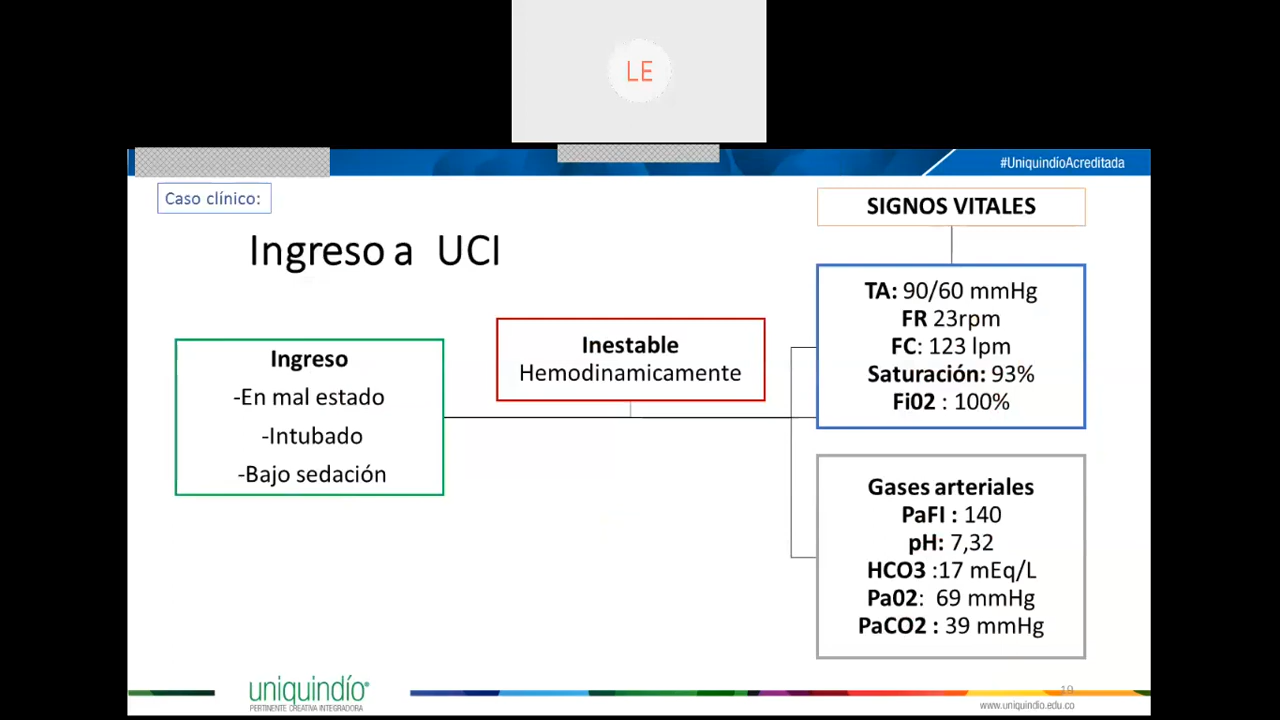 LE
#UniquindíoAcreditada
Caso clínico:
SIGNOS VITALES
Ingreso a UCI
TA: 90/60 mmHg
FR 23rpm
FC: 123 lpm
Saturación: 93%
Fi02 : 100%
Inestable
Hemodinamicamente
Ingreso
-En mal estado
-Intubado
-Bajo sedación
Gases arteriales
PaFI : 140
pH: 7,32
HCO3 :17 mEq/L
Pa02: 69 mmHg
PaCO2 : 39 mmHg
uniquindío®
PERTINENTE CREATIVA INTEGRADORA
19
www.uniquindio.edu.co